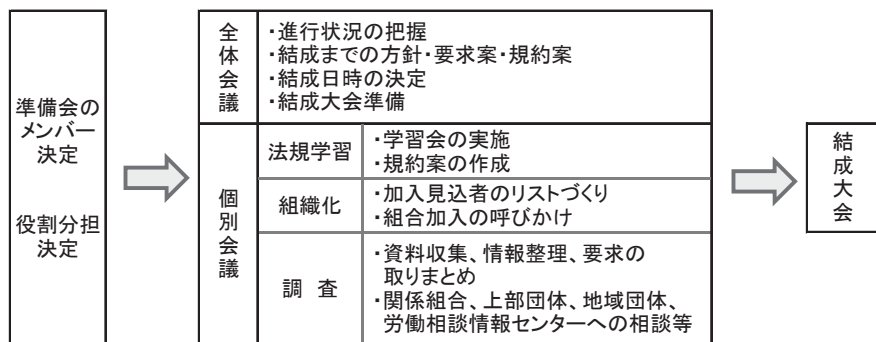 準備会の
メンバー
決定
役割分担
決定
全体会議
・進行状況の把握
・結成までの方針・要求案・規約案
・結成日時の決定
・結成大会準備
個別会議
法規学習
・学習会の実施
・規約案の作成
組織化
・加入見込者のリストづくり
・組合加入の呼びかけ
調 査
・資料収集、情報整理、要求の
取りまとめ
・関係組合、上部団体、地域団体、
労働相談情報センターへの相談等
結成大会